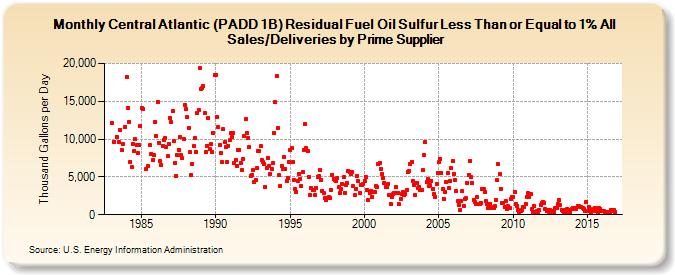 Monthly Central Atlantic (PADD 1B) Residual Fuel Oil Sulfur Less Than or Equal to 1% All
Sales/Deliveries by Prime Supplier
Thousand Gallons per Day
20,000
15,000
10,000
5,000
0
1985 1990 1995 2000 2005 2010 2015
Source: U.S. Energy Information Administration